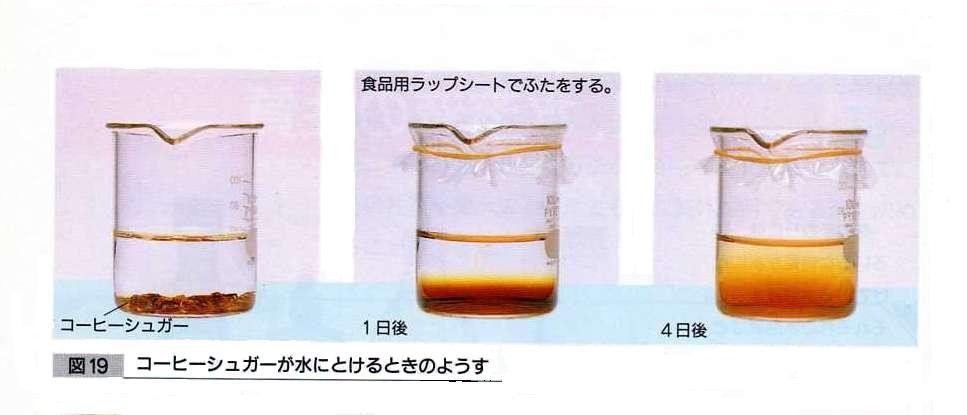 食品用ラップシートでふたをする。
コーヒーシュガー
1日後
4日後
図19 コーヒーシュガーが水にとけるときのようす